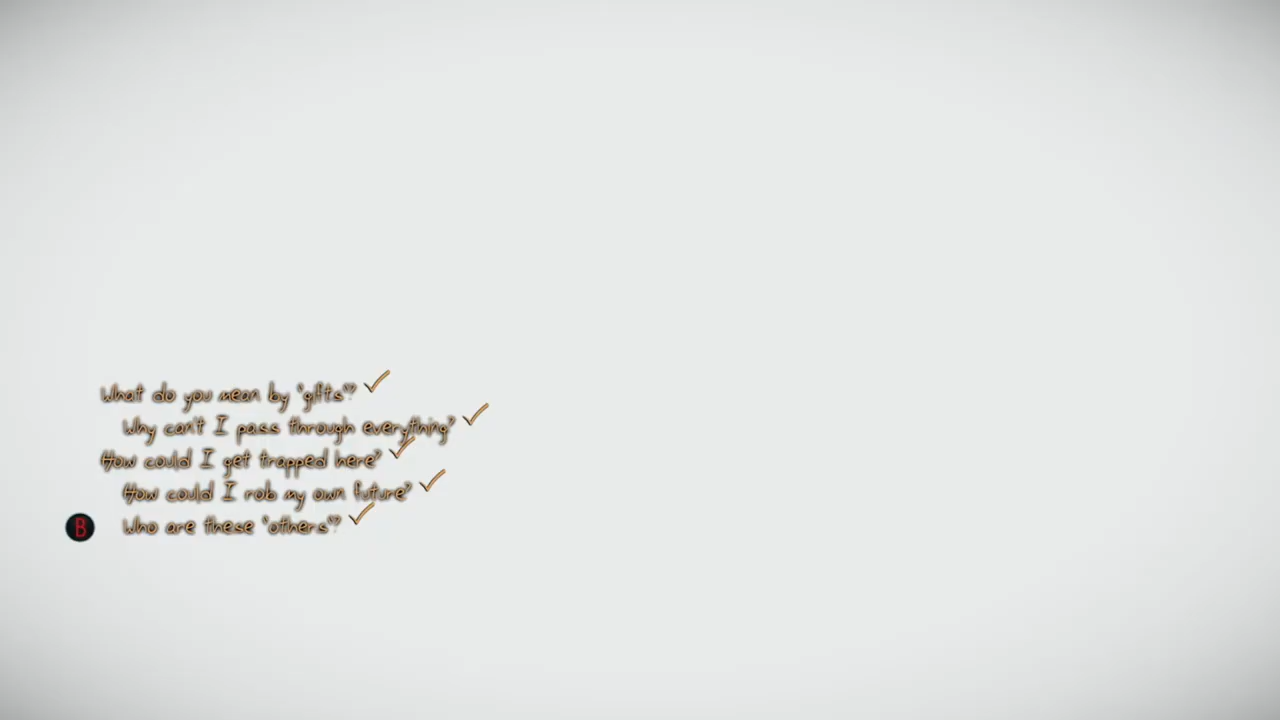 What do you mean by 'gifts'?
Why can't I pass through everything?
How could I get trapped here?
How could I rob my own future?
B Who are these 'others'?